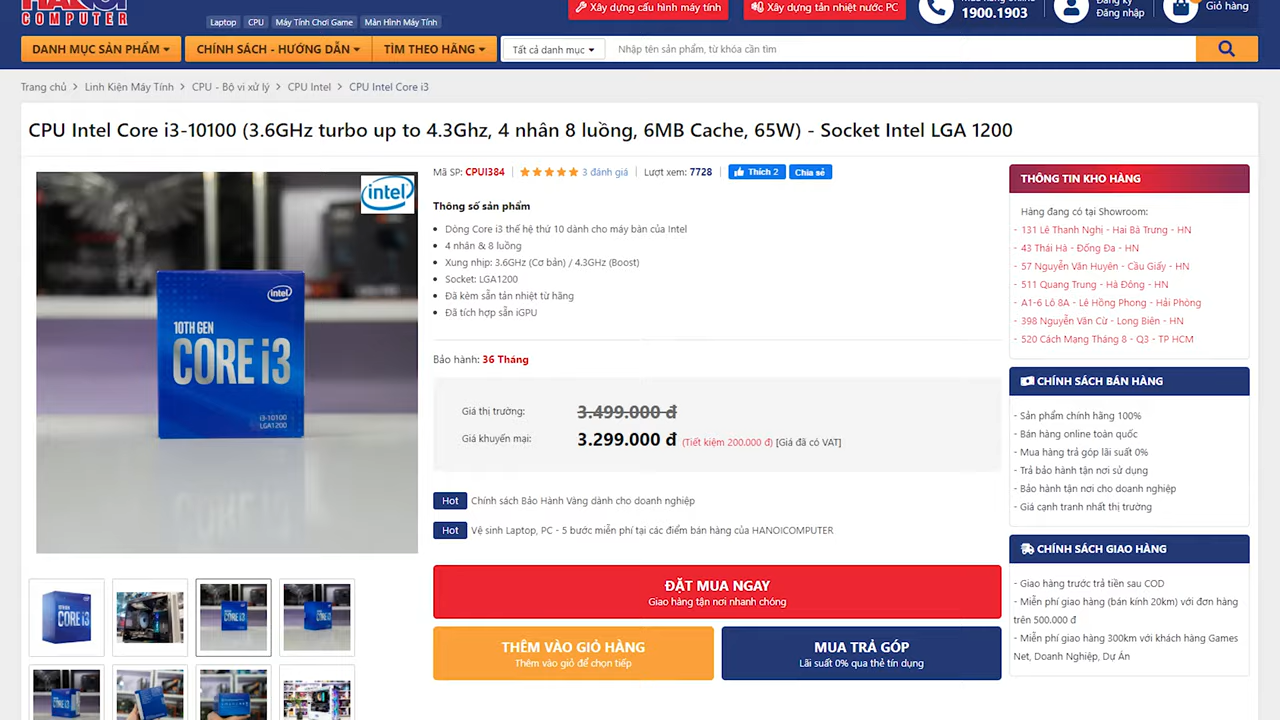 HANOI
COMPUTER
Laptop
CPU
Máy Tính Chơi Game
Màn Hình Máy Tính
Xây dựng cấu hình máy tính
Xây dựng tản nhiệt nước PC
1900.1903
Đăng ký
Đăng nhập
Giỏ hàng
DANH MỤC SẢN PHẨM
CHÍNH SÁCH - HƯỚNG DẪN
TÌM THEO HÃNG
Tất cả danh mục
Nhập tên sản phẩm, từ khóa cần tìm
Trang chủ > Linh Kiện Máy Tính > CPU - Bộ vi xử lý > CPU Intel > CPU Intel Core i3
CPU Intel Core i3-10100 (3.6GHz turbo up to 4.3Ghz, 4 nhân 8 luồng, 6MB Cache, 65W) - Socket Intel LGA 1200
intel
intel
10TH GEN
CORE i3
i3-10100
LGA1200
Mã SP: CPUI384 | 3 đánh giá | Lượt xem: 7728 | Thích 2 Chia sẻ
Thông số sản phẩm
Dòng Core i3 thế hệ thứ 10 dành cho máy bàn của Intel
4 nhân & 8 luồng
Xung nhịp: 3.6GHz (Cơ bản) / 4.3GHz (Boost)
Socket: LGA1200
Đã kèm sẵn tản nhiệt từ hãng
Đã tích hợp sẵn iGPU
Bảo hành: 36 Tháng
Giá thị trường: 3.499.000 đ
Giá khuyến mại: 3.299.000 đ (Tiết kiệm 200.000 đ) [Giá đã có VAT]
Hot Chính sách Bảo Hành Vàng dành cho doanh nghiệp
Hot Vệ sinh Laptop, PC - 5 bước miễn phí tại các điểm bán hàng của HANOICOMPUTER
ĐẶT MUA NGAY
Giao hàng tận nơi nhanh chóng
THÊM VÀO GIỎ HÀNG
Thêm vào giỏ để chọn tiếp
MUA TRẢ GÓP
Lãi suất 0% qua thẻ tín dụng
THÔNG TIN KHO HÀNG
Hàng đang có tại Showroom:
- 131 Lê Thanh Nghị - Hai Bà Trưng - HN
- 43 Thái Hà - Đống Đa - HN
- 57 Nguyễn Văn Huyên - Cầu Giấy - HN
- 511 Quang Trung - Hà Đông - HN
- A1-6 Lô 8A - Lê Hồng Phong - Hải Phòng
- 398 Nguyễn Văn Cừ - Long Biên - HN
- 520 Cách Mạng Tháng 8 - Q3 - TP HCM
CHÍNH SÁCH BÁN HÀNG
- Sản phẩm chính hãng 100%
- Bán hàng online toàn quốc
- Mua hàng trả góp lãi suất 0%
- Trả bảo hành tận nơi sử dụng
- Bảo hành tận nơi cho doanh nghiệp
- Giá cạnh tranh nhất thị trường
CHÍNH SÁCH GIAO HÀNG
- Giao hàng trước trả tiền sau COD
- Miễn phí giao hàng (bán kính 20km) với đơn hàng
trên 500.000 đ
- Miễn phí giao hàng 300km với khách hàng Games
Net, Doanh Nghiệp, Dự Án